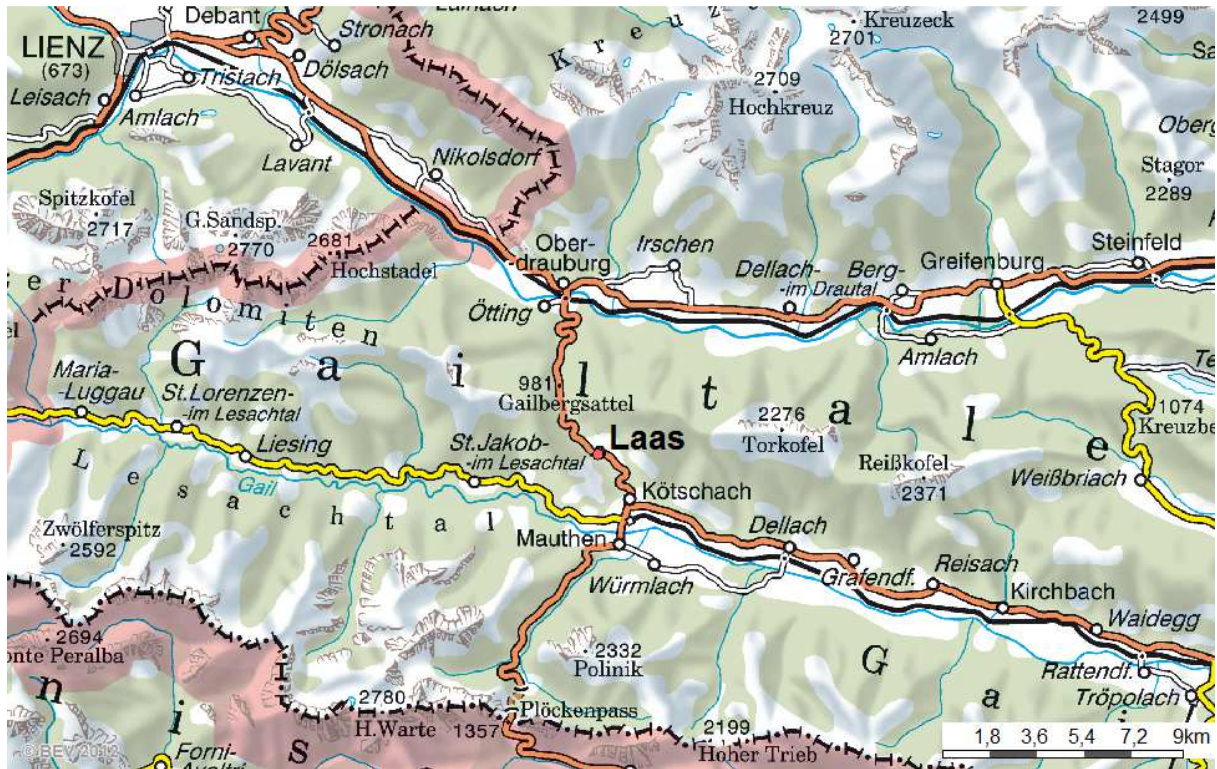 Debant
Lainach
Stronach
Kreuzeck
2701
2499
LIENZ
(673)
Tristach
Dölsach
K r e u z
2709
Hochkreuz
Leisach
Amlach
Lavant
Nikolsdorf
Stagor
2289
Spitzkofel
2717
G.Sandsp.
2770
2681
Hochstadel
Ober-
drauburg
Irschen
Dellach-
-im Drautal
Berg-
Greifenburg
Steinfeld
D o l o m i t e n
Ötting
Amlach
G a i l t a l e
Maria-
-Luggau
St.Lorenzen-
-im Lesachtal
981
Gailbergsattel
2276
Torkofel
1074
Liesing
St.Jakob-
-im Lesachtal
Laas
Reißkofel
2371
Weißbriach
L e s a c h t a l
Gail
Kötschach
Zwölferspitz
2592
Mauthen
Dellach
Würmlach
Grafendf.
Reisach
Kirchbach
Waidegg
2694
onte Peralba
2332
Polinik
G a i
Rattendf.
Tröpolach
2780
H.Warte
Plöckenpass
1357
2199
Hoher Trieb
n i s
1,8 3,6 5,4 7,2 9km
© BEV 2012
Forni-